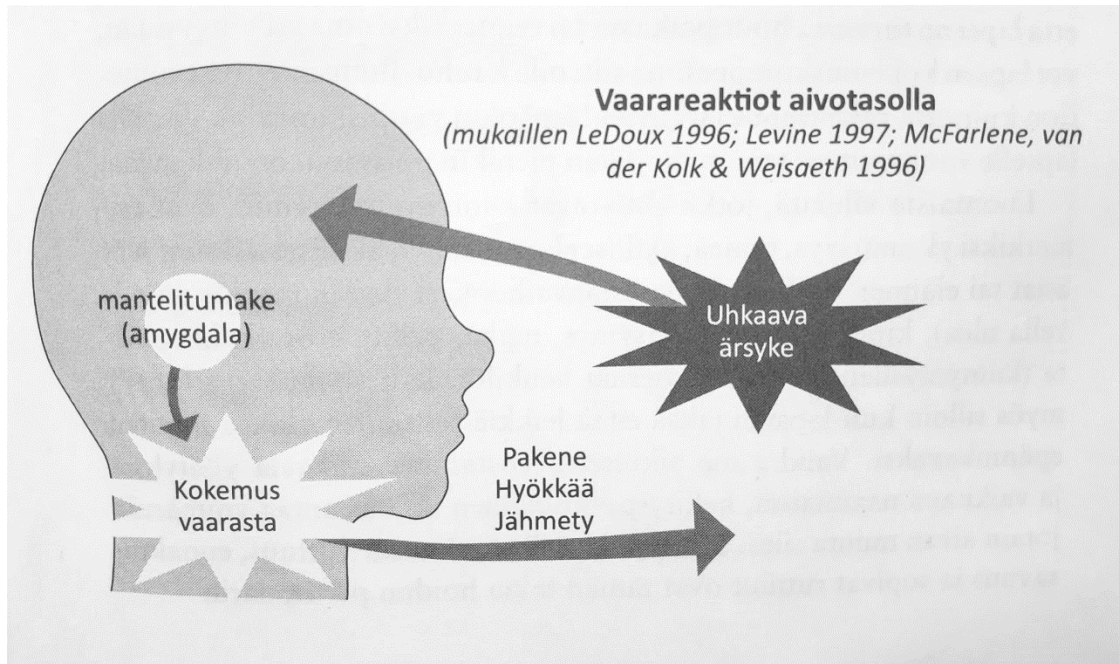 Vaarareaktiot aivotasolla
(mukaillen LeDoux 1996; Levine 1997; McFarlene, van
der Kolk & Weisaeth 1996)
mantelitumake
(amygdala)
Uhkaava
ärsyke
Kokemus
vaarasta
Pakene
Hyökkää
Jähmety